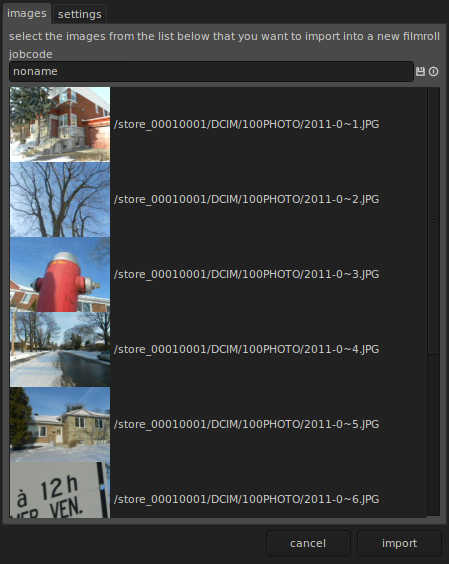 images settings
select the images from the list below that you want to import into a new filmroll
jobcode
noname
/store_00010001/DCIM/100PHOTO/2011-0~1.JPG
/store_00010001/DCIM/100PHOTO/2011-0~2.JPG
/store_00010001/DCIM/100PHOTO/2011-0~3.JPG
/store_00010001/DCIM/100PHOTO/2011-0~4.JPG
/store_00010001/DCIM/100PHOTO/2011-0~5.JPG
à 12h
VEN.
/store_00010001/DCIM/100PHOTO/2011-0~6.JPG
cancel import